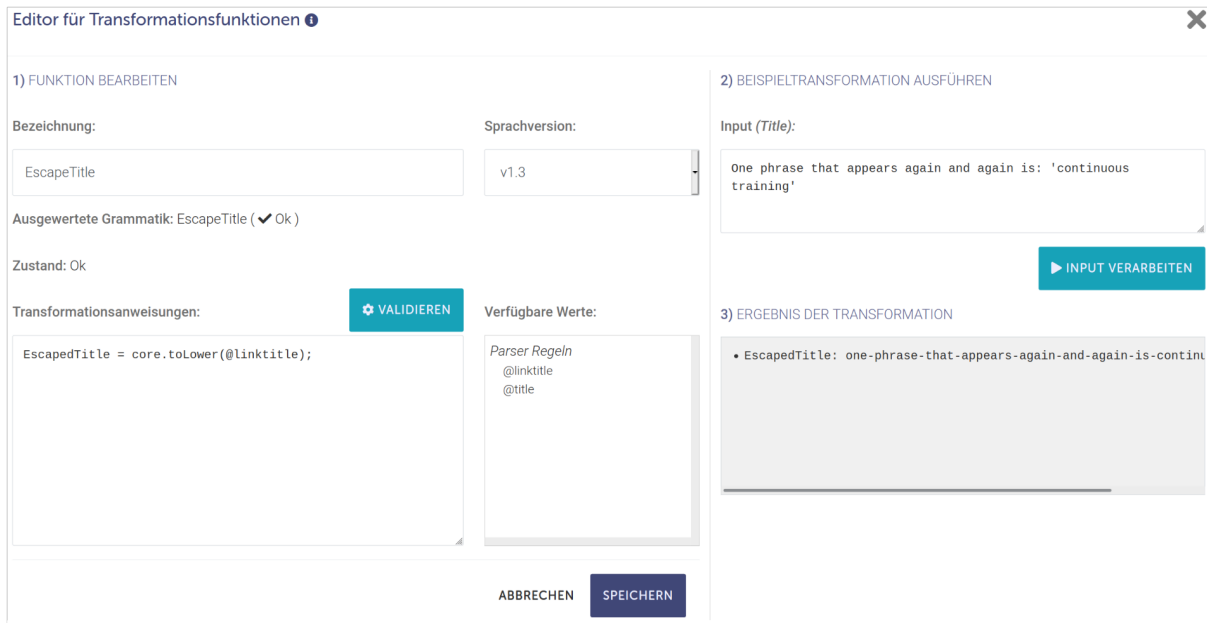 Editor für Transformationsfunktionen
1) FUNKTION BEARBEITEN
Bezeichnung:
Sprachversion:
EscapeTitle
v1.3
Ausgewertete Grammatik: EscapeTitle ( ✔ Ok )
Zustand: Ok
Transformationsanweisungen:
VALIDIEREN
Verfügbare Werte:
EscapedTitle = core.toLower(@linktitle);
Parser Regeln
@linktitle
@title
ABBRECHEN
SPEICHERN
2) BEISPIELTRANSFORMATION AUSFÜHREN
Input (Title):
One phrase that appears again and again is: 'continuous
training'
INPUT VERARBEITEN
3) ERGEBNIS DER TRANSFORMATION
• EscapedTitle: one-phrase-that-appears-again-and-again-is-continu